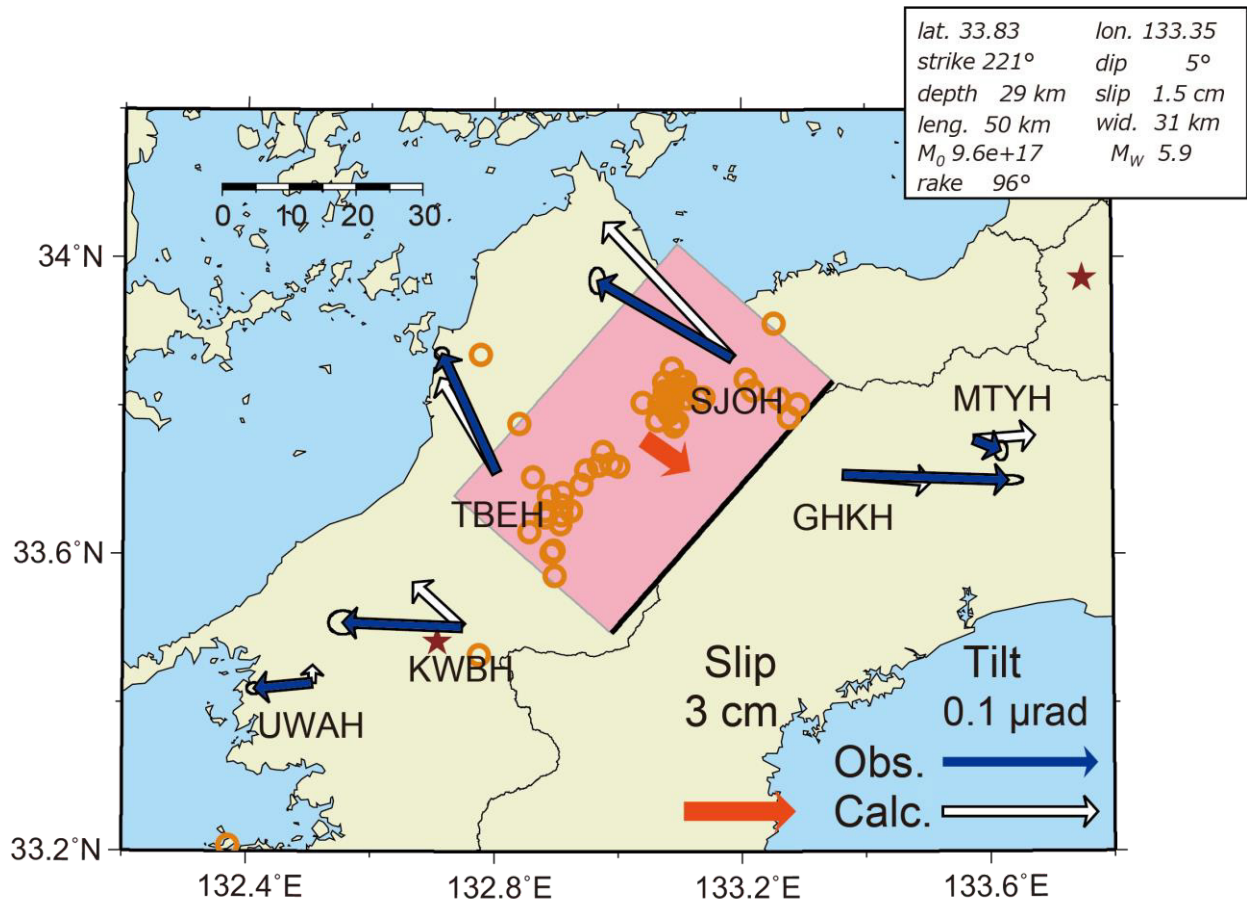 lat. 33.83 lon. 133.35
strike 221° dip 5°
depth 29 km slip 1.5 cm
leng. 50 km wid. 31 km
M0 9.6e+17 MW 5.9
rake 96°
0 10 20 30
34˚N
SJOH
MTYH
TBEH
GHKH
33.6˚N
KWBH
UWAH
Slip Tilt
3 cm 0.1 μrad
Obs.
Calc.
33.2˚N
132.4˚E 132.8˚E 133.2˚E 133.6˚E